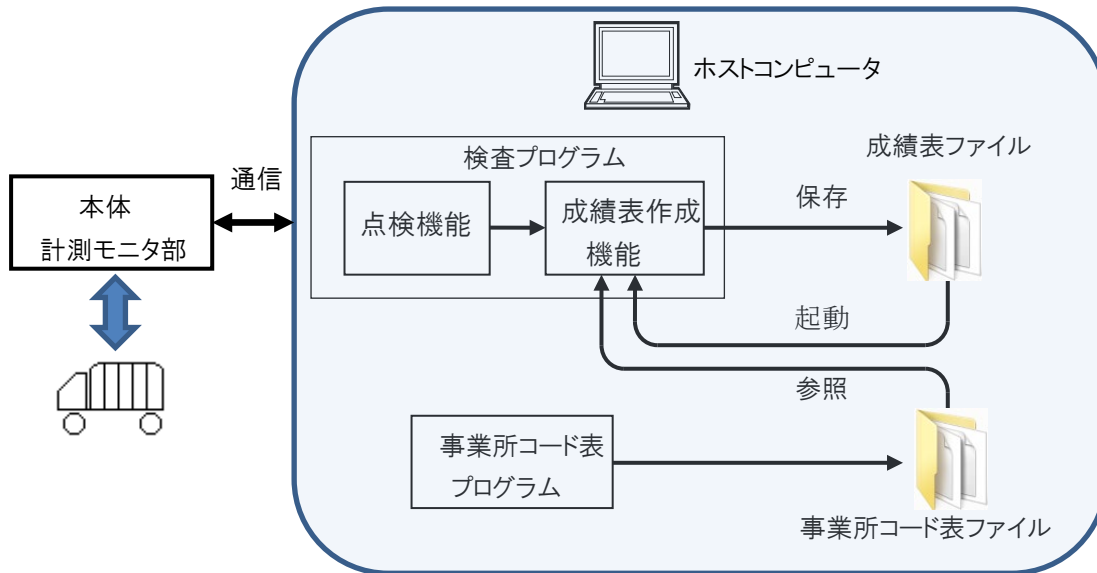 ホストコンピュータ
検査プログラム
成績表ファイル
通信
保存
本体
計測モニタ部
点検機能
成績表作成
機能
起動
参照
事業所コード表
プログラム
事業所コード表ファイル